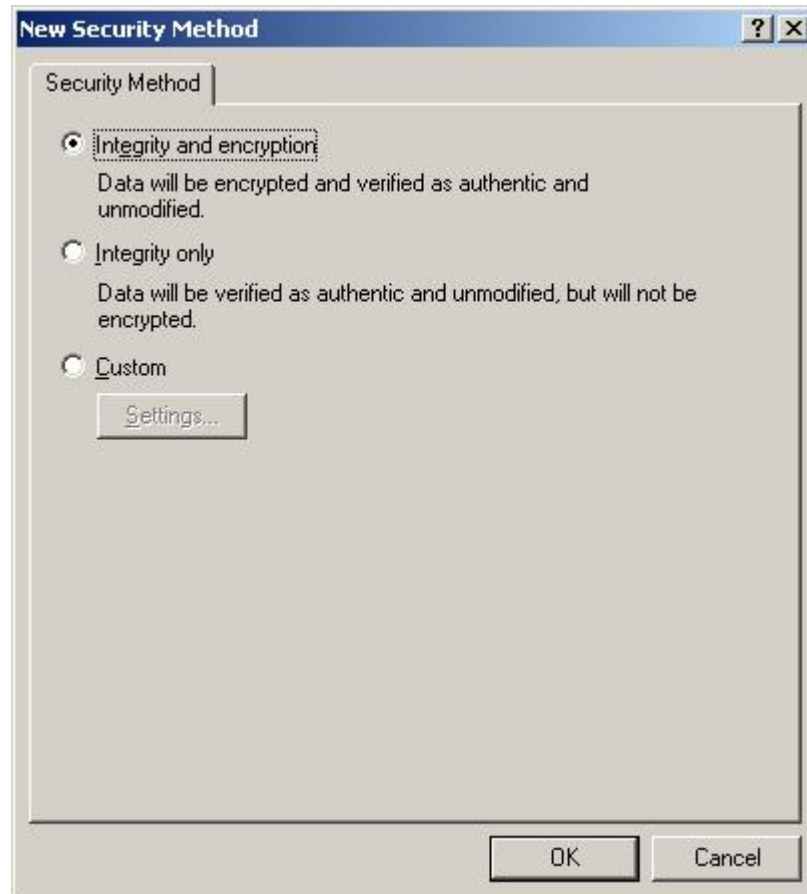 New Security Method
Security Method
Integrity and encryption
Data will be encrypted and verified as authentic and
unmodified.
Integrity only
Data will be verified as authentic and unmodified, but will not be
encrypted.
Custom
Settings...
OK Cancel